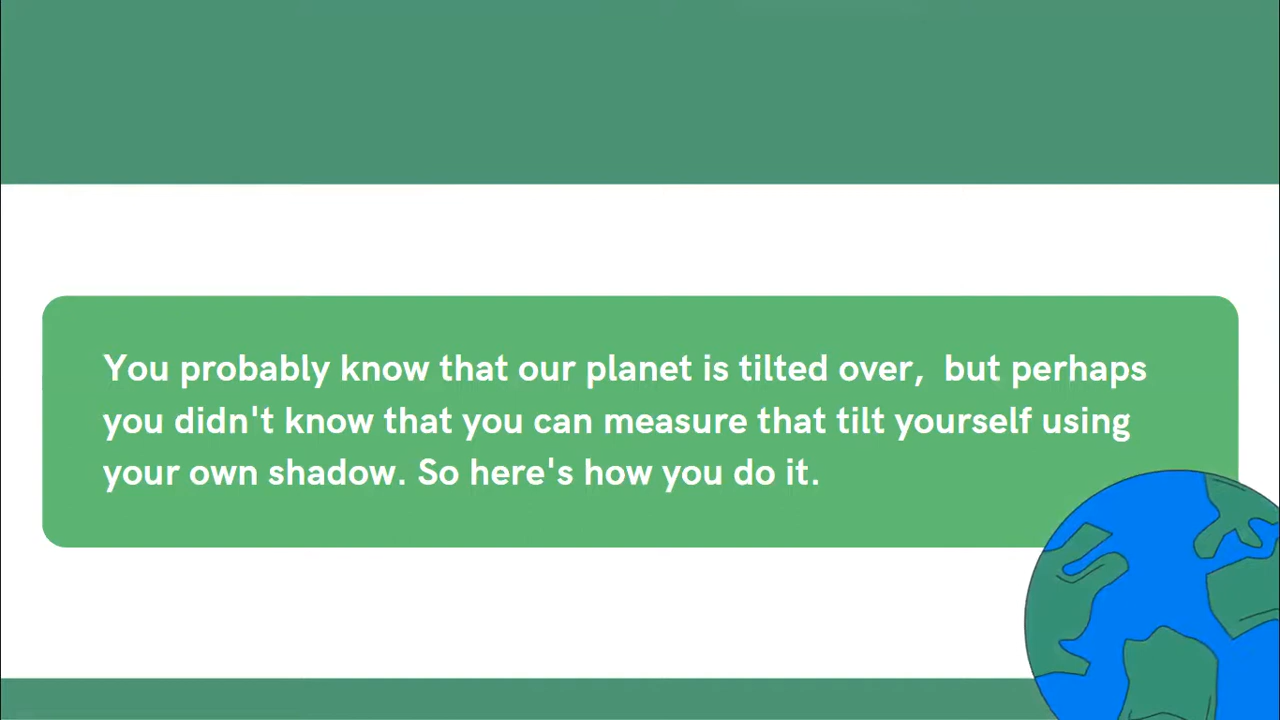 You probably know that our planet is tilted over,  but perhaps
you didn't know that you can measure that tilt yourself using
your own shadow. So here's how you do it.